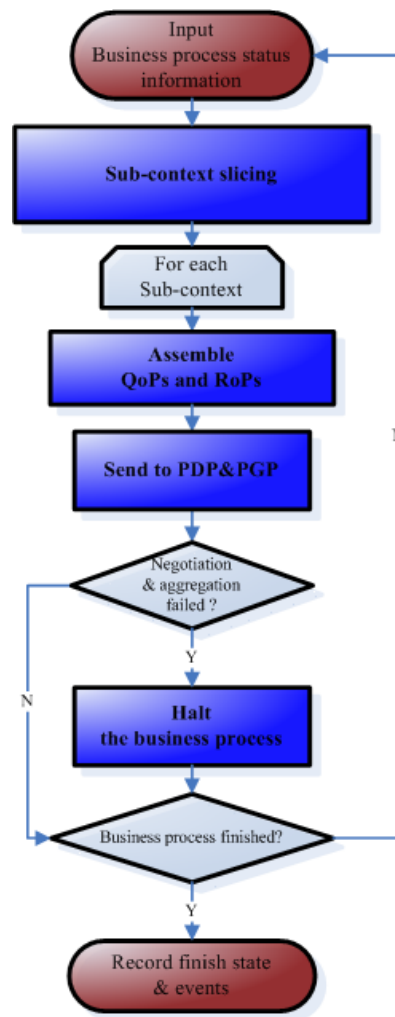 Input
Business process status
information
Sub-context slicing
For each
Sub-context
Assemble
QoPs and RoPs
Send to PDP&PGP
Negotiation
& aggregation
failed ?
Y
N
Halt
the business process
Business process finished?
Y
Record finish state
& events